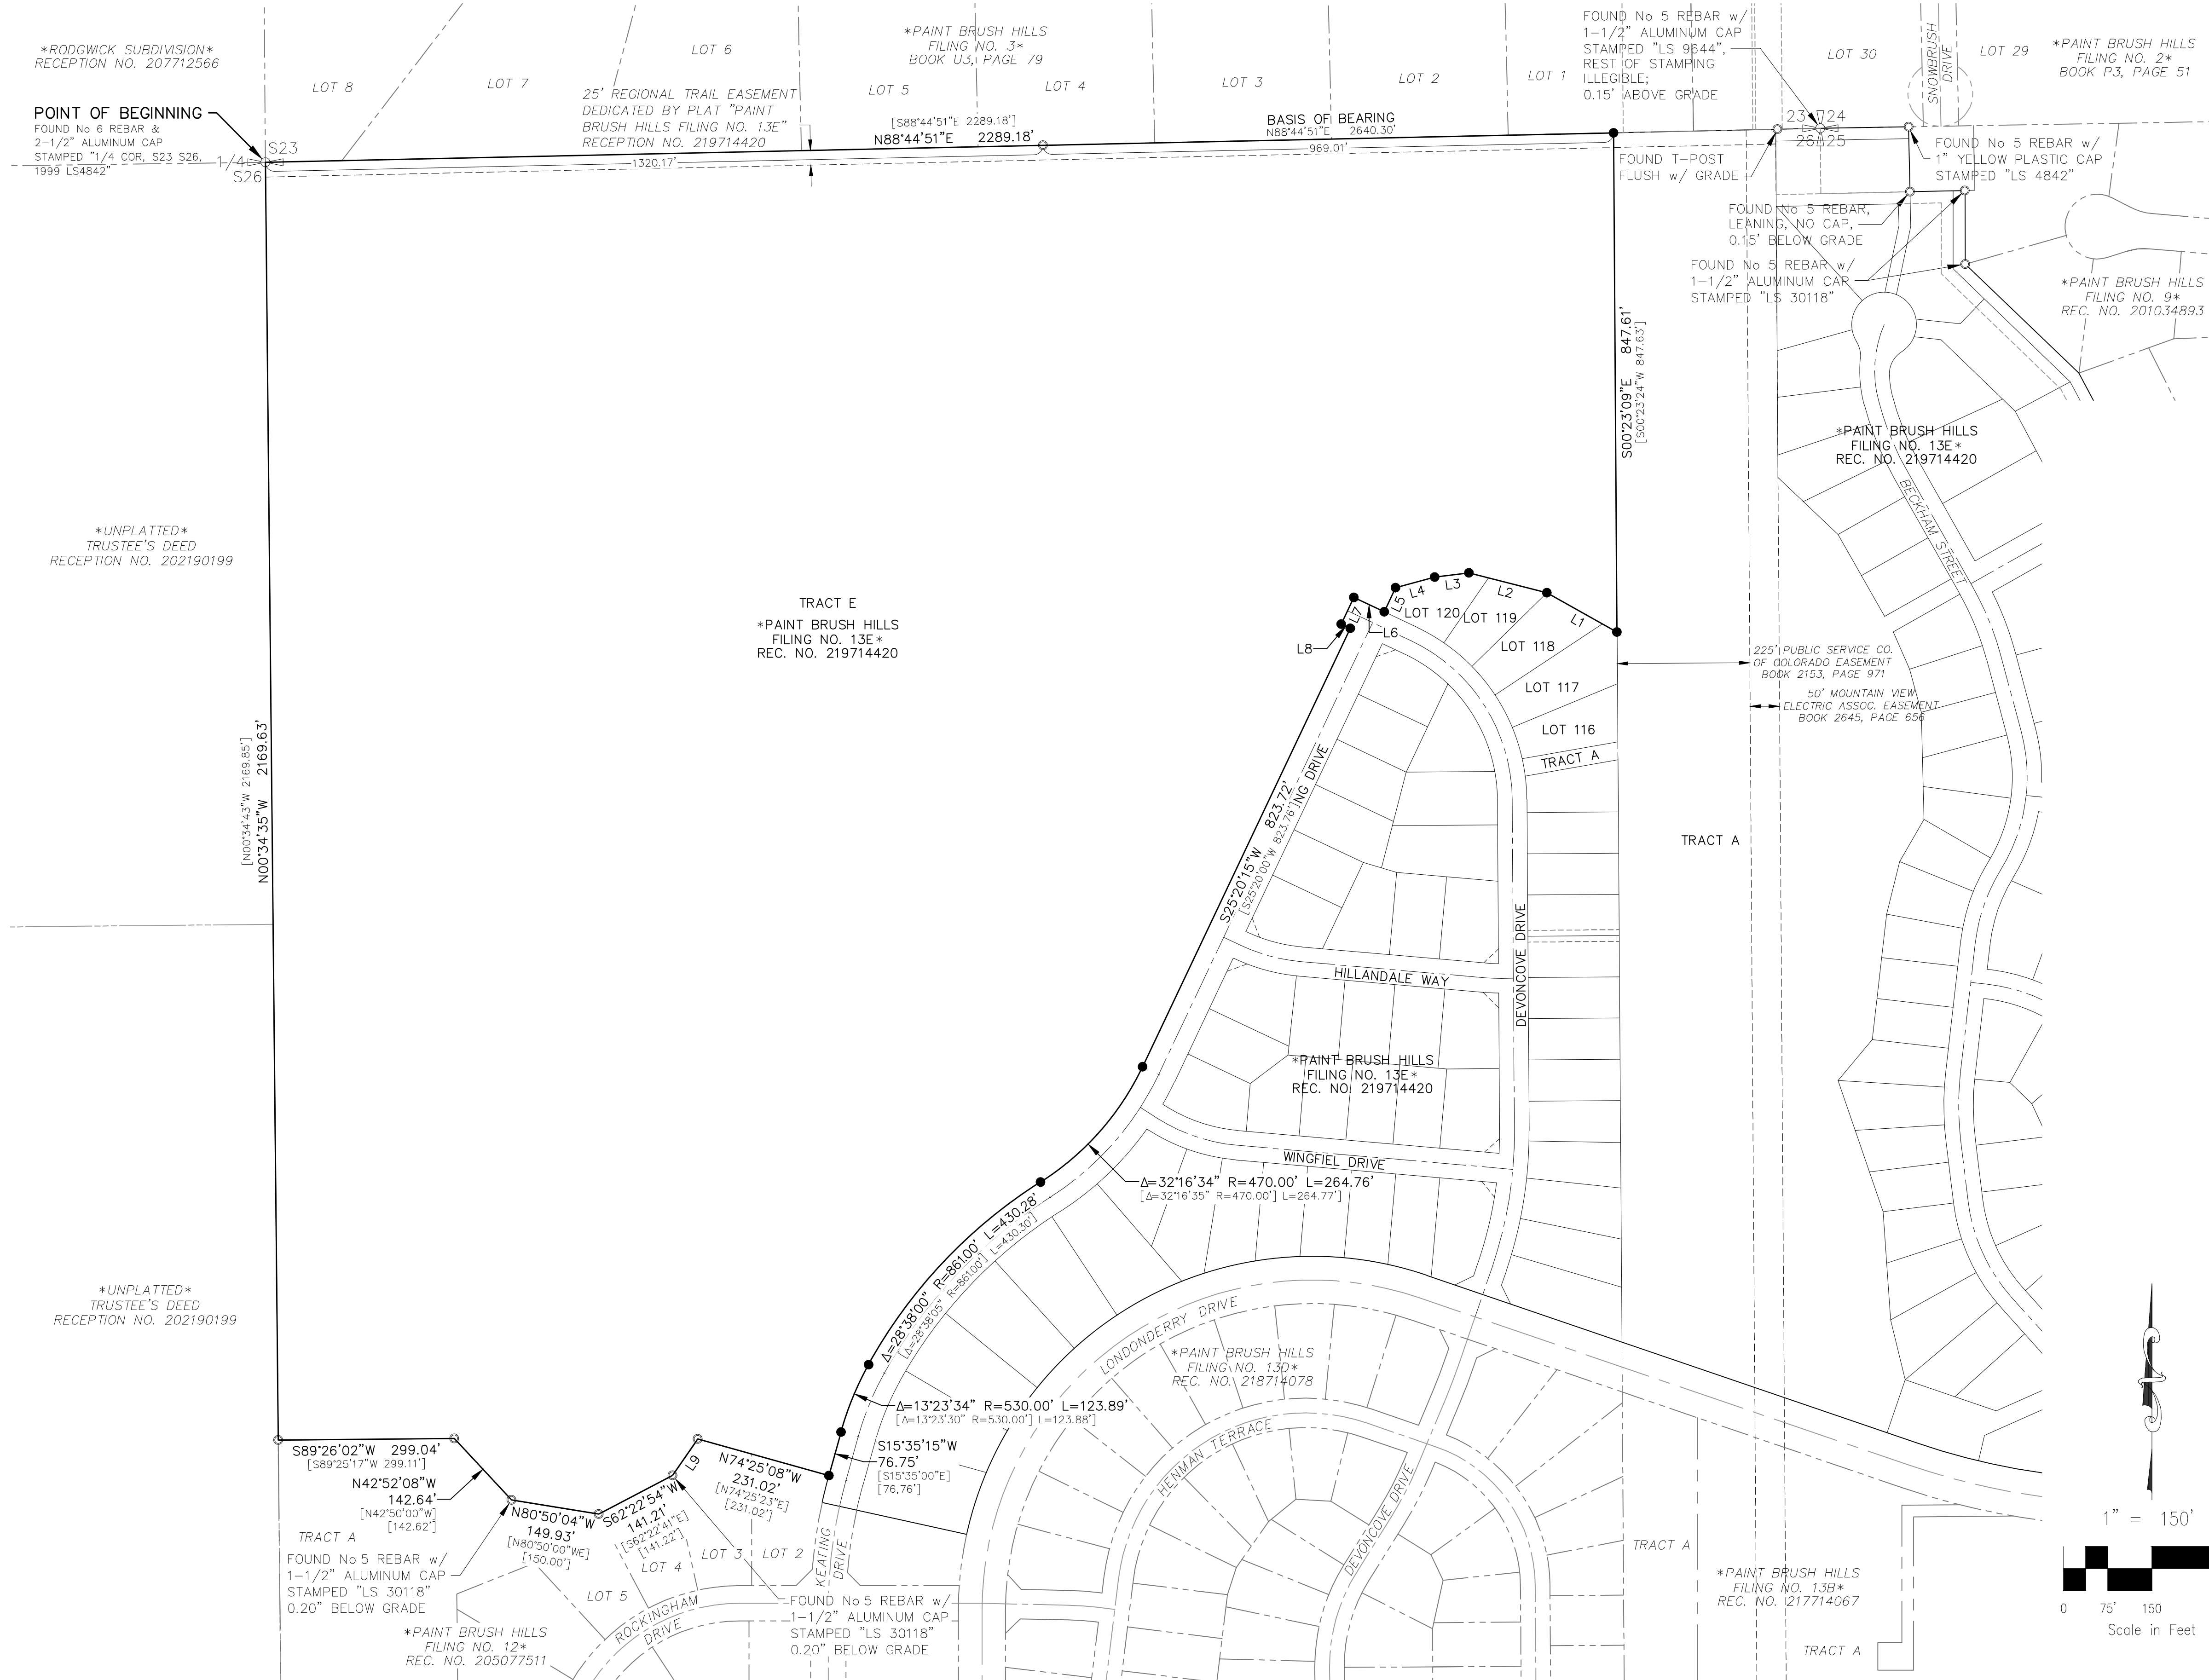 *RODGWICK SUBDIVISION*
RECEPTION NO. 207712566
LOT 8
LOT 7
LOT 6
*PAINT BRUSH HILLS
FILING NO. 3*
BOOK U3, PAGE 79
LOT 5
LOT 4
LOT 3
LOT 2
LOT 1
FOUND No 5 REBAR w/
1-1/2" ALUMINUM CAP
STAMPED "LS 9644",
REST OF STAMPING
ILLEGIBLE;
0.15' ABOVE GRADE
LOT 30
SNOWBRUSH
DRIVE
LOT 29
*PAINT BRUSH HILLS
FILING NO. 2*
BOOK P3, PAGE 51
POINT OF BEGINNING
FOUND No 6 REBAR &
2-1/2" ALUMINUM CAP
STAMPED "1/4 COR, S23 S26,
1999 LS4842"
1/4
S23
S26
25' REGIONAL TRAIL EASEMENT
DEDICATED BY PLAT "PAINT
BRUSH HILLS FILING NO. 13E"
RECEPTION NO. 219714420
[S88°44'51"E 2289.18']
N88°44'51"E 2289.18'
1320.17'
BASIS OF BEARING
N88°44'51"E 2640.30'
969.01'
23
24
26
25
FOUND T-POST
FLUSH w/ GRADE
FOUND No 5 REBAR w/
1" YELLOW PLASTIC CAP
STAMPED "LS 4842"
FOUND No 5 REBAR,
LEANING, NO CAP,
0.15' BELOW GRADE
FOUND No 5 REBAR w/
1-1/2" ALUMINUM CAP
STAMPED "LS 30118"
*PAINT BRUSH HILLS
FILING NO. 9*
REC. NO. 201034893
S00°23'09"E 847.61'
[S00°23'24"W 847.63']
*PAINT BRUSH HILLS
FILING NO. 13E*
REC. NO. 219714420
BECKHAM STREET
*UNPLATTED*
TRUSTEE'S DEED
RECEPTION NO. 202190199
TRACT E
*PAINT BRUSH HILLS
FILING NO. 13E*
REC. NO. 219714420
L8
L7
L6
L5
L4
L3
L2
L1
LOT 120
LOT 119
LOT 118
LOT 117
LOT 116
TRACT A
225' PUBLIC SERVICE CO.
OF COLORADO EASEMENT
BOOK 2153, PAGE 971
50' MOUNTAIN VIEW
ELECTRIC ASSOC. EASEMENT
BOOK 2645, PAGE 656
[N00°34'43"W 2169.85']
N00°34'35"W 2169.63'
S25°20'15"W 823.72'
[S25°20'00"W 823.76']
NG DRIVE
TRACT A
HILLANDALE WAY
DEVONCOVE DRIVE
*PAINT BRUSH HILLS
FILING NO. 13E*
REC. NO. 219714420
WINGFIEL DRIVE
Δ=32°16'34" R=470.00' L=264.76'
[Δ=32°16'35" R=470.00'] L=264.77']
Δ=28°38'00" R=861.00' L=430.28'
[Δ=28°38'05" R=861.00'] L=430.30']
*UNPLATTED*
TRUSTEE'S DEED
RECEPTION NO. 202190199
LONDONDERRY DRIVE
*PAINT BRUSH HILLS
FILING NO. 13D*
REC. NO. 218714078
Δ=13°23'34" R=530.00' L=123.89'
[Δ=13°23'30" R=530.00'] L=123.88']
S15°35'15"W
76.75'
[S15°35'00"E]
[76,76']
HENMAN TERRACE
DEVONCOVE DRIVE
S89°26'02"W 299.04'
[S89°25'17"W 299.11']
N42°52'08"W
142.64'
[N42°50'00"W]
[142.62']
N80°50'04"W
149.93'
[N80°50'00"WE]
[150.00']
S62°22'54"W
141.21'
[S62°22'41"E]
[141.22']
L9
N74°25'08"W
231.02'
[N74°25'23"E]
[231.02']
TRACT A
FOUND No 5 REBAR w/
1-1/2" ALUMINUM CAP
STAMPED "LS 30118"
0.20" BELOW GRADE
LOT 5
LOT 4
LOT 3
LOT 2
KEATING
DRIVE
ROCKINGHAM
DRIVE
FOUND No 5 REBAR w/
1-1/2" ALUMINUM CAP
STAMPED "LS 30118"
0.20" BELOW GRADE
*PAINT BRUSH HILLS
FILING NO. 12*
REC. NO. 205077511
TRACT A
*PAINT BRUSH HILLS
FILING NO. 13B*
REC. NO. 217714067
TRACT A
1" = 150'
0 75' 150
Scale in Feet